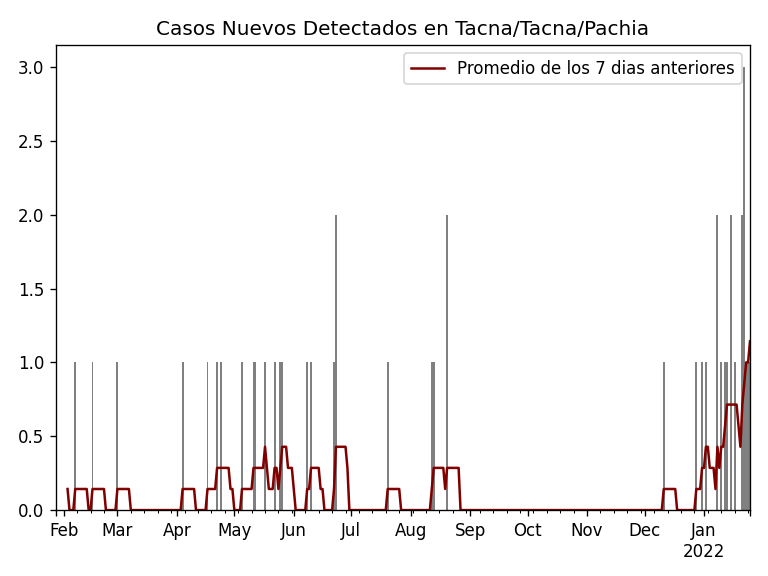 Casos Nuevos Detectados en Tacna/Tacna/Pachia
Promedio de los 7 dias anteriores
3.0
2.5
2.0
1.5
1.0
0.5
0.0
Feb Mar Apr May Jun Jul Aug Sep Oct Nov Dec Jan
2022